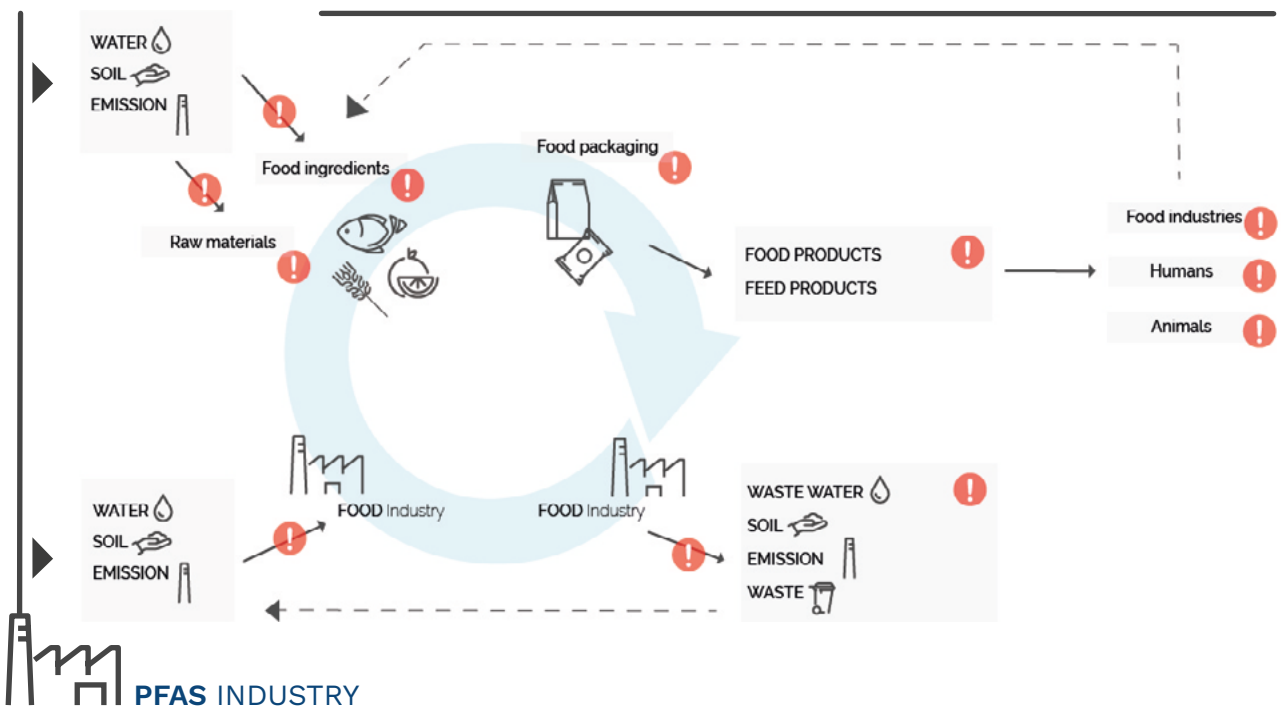 WATER
SOIL
EMISSION
Food ingredients
Raw materials
Food packaging
FOOD PRODUCTS
FEED PRODUCTS
Food industries
Humans
Animals
WATER
SOIL
EMISSION
FOOD Industry
FOOD Industry
WASTE WATER
SOIL
EMISSION
WASTE
PFAS INDUSTRY